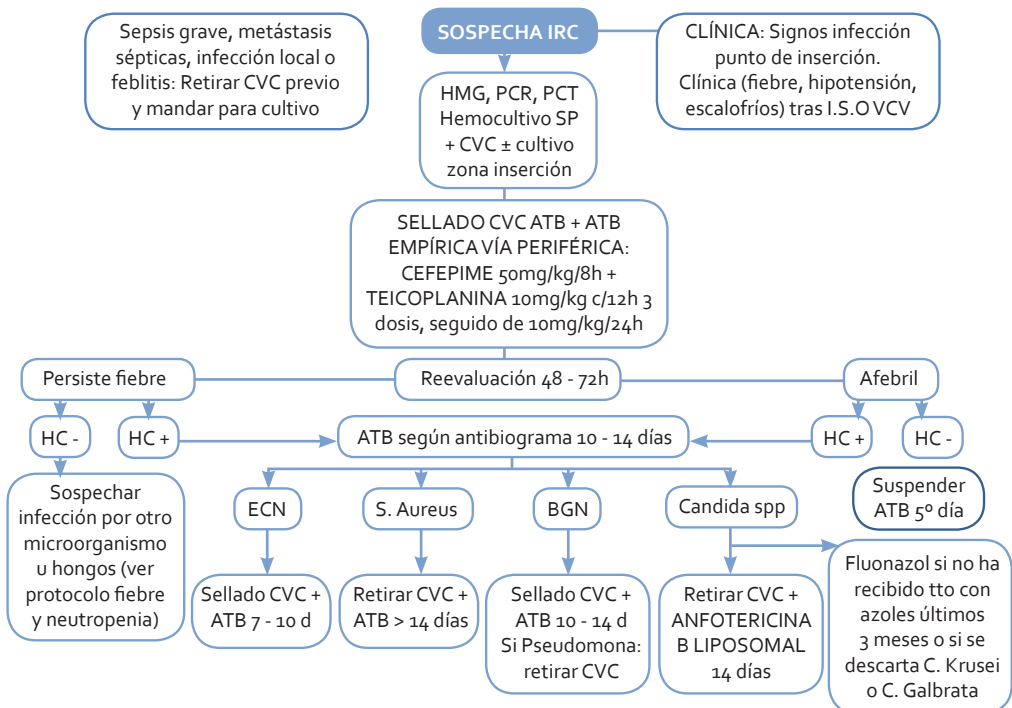 Sepsis grave, metástasis
sépticas, infección local o
feblitis: Retirar CVC previo
y mandar para cultivo
SOSPECHA IRC
CLÍNICA: Signos infección
punto de inserción.
Clínica (fiebre, hipotensión,
escalofríos) tras I.S.O VCV
HMG, PCR, PCT
Hemocultivo SP
+ CVC ± cultivo
zona inserción
SELLADO CVC ATB + ATB
EMPÍRICA VÍA PERIFÉRICA:
CEFEPIME 50mg/kg/8h +
TEICOPLANINA 10mg/kg c/12h 3
dosis, seguido de 10mg/kg/24h
Persiste fiebre
Reevaluación 48 - 72h
Afebril
HC -
HC +
ATB según antibiograma 10 - 14 días
HC +
HC -
Sospechar
infección por otro
microorganismo
u hongos (ver
protocolo fiebre
y neutropenia)
ECN
S. Aureus
BGN
Candida spp
Suspender
ATB 5º día
Sellado CVC +
ATB 7 - 10 d
Retirar CVC +
ATB > 14 días
Sellado CVC +
ATB 10 - 14 d
Si Pseudomona:
retirar CVC
Retirar CVC +
ANFOTERICINA
B LIPOSOMAL
14 días
Fluonazol si no ha
recibido tto con
azoles últimos
3 meses o si se
descarta C. Krusei
o C. Galbrata